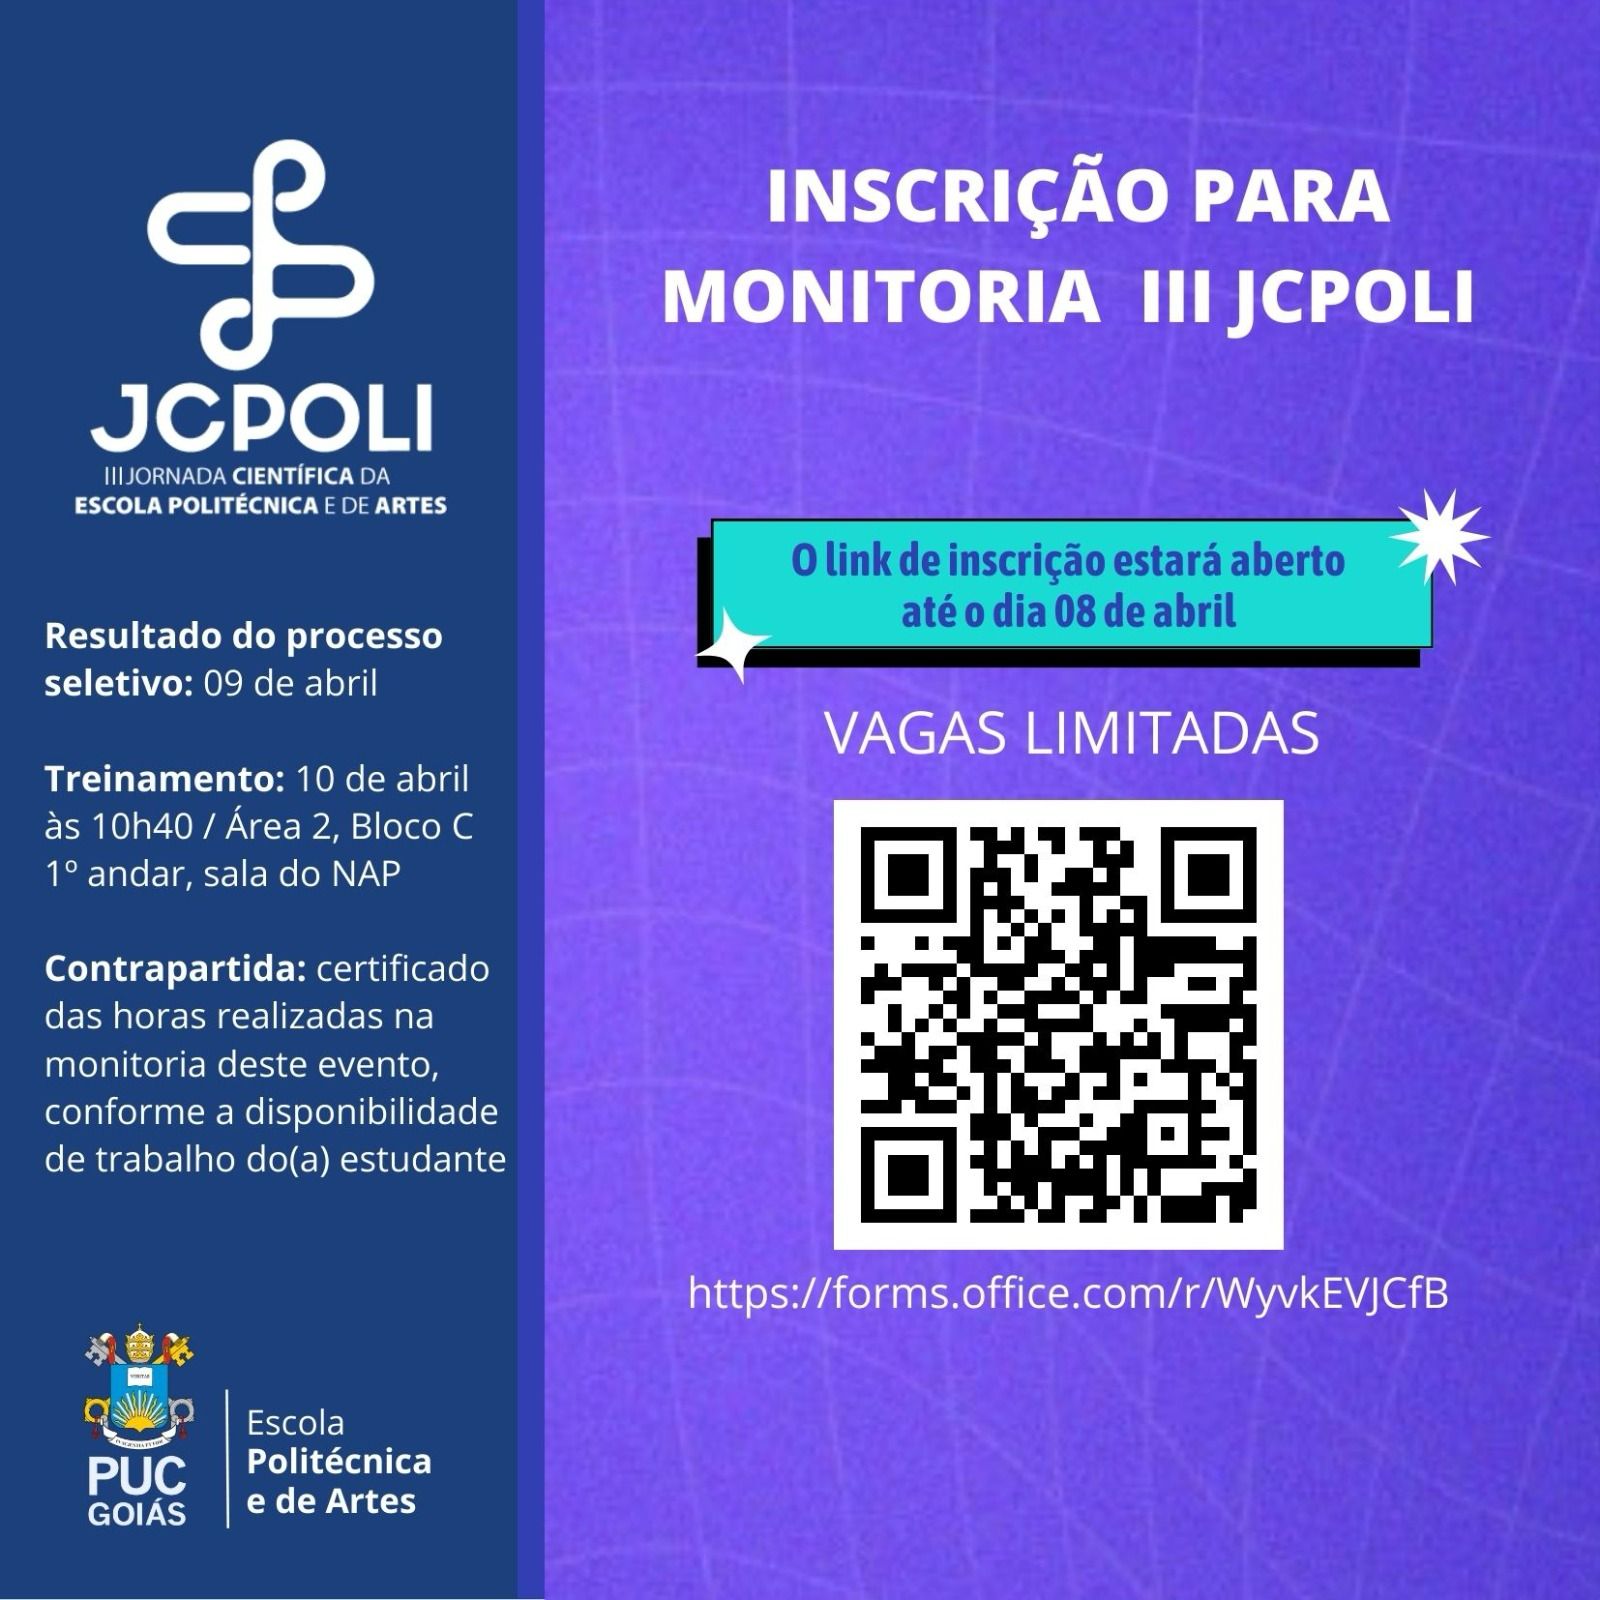 JCPOLI
III JORNADA CIENTÍFICA DA
ESCOLA POLITÉCNICA E DE ARTES
Resultado do processo
seletivo: 09 de abril
Treinamento: 10 de abril
às 10h40 / Área 2, Bloco C
1º andar, sala do NAP
Contrapartida: certificado
das horas realizadas na
monitoria deste evento,
conforme a disponibilidade
de trabalho do(a) estudante
PUC
GOIÁS
Escola
Politécnica
e de Artes
INSCRIÇÃO PARA
MONITORIA III JCPOLI
O link de inscrição estará aberto
até o dia 08 de abril
VAGAS LIMITADAS
https://forms.office.com/r/WyvkEVJCfB